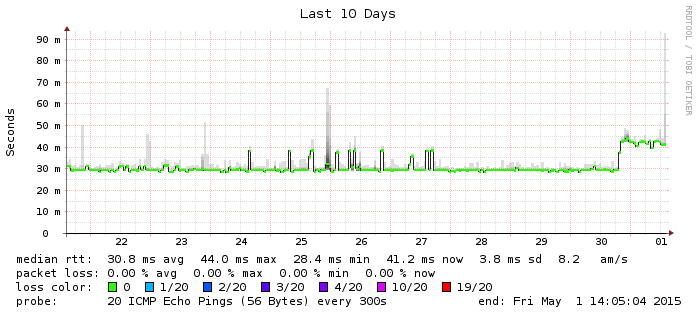 Last 10 Days
RRDTOOL / TOBI OETIKER
Seconds
90 m
80 m
70 m
60 m
50 m
40 m
30 m
20 m
10 m
0
22 23 24 25 26 27 28 29 30 01
median rtt: 30.8 ms avg 44.0 ms max 28.4 ms min 41.2 ms now 3.8 ms sd 8.2 am/s
packet loss: 0.00 % avg 0.00 % max 0.00 % min 0.00 % now
loss color: 0 1/20 2/20 3/20 4/20 10/20 19/20
probe: 20 ICMP Echo Pings (56 Bytes) every 300s end: Fri May 1 14:05:04 2015